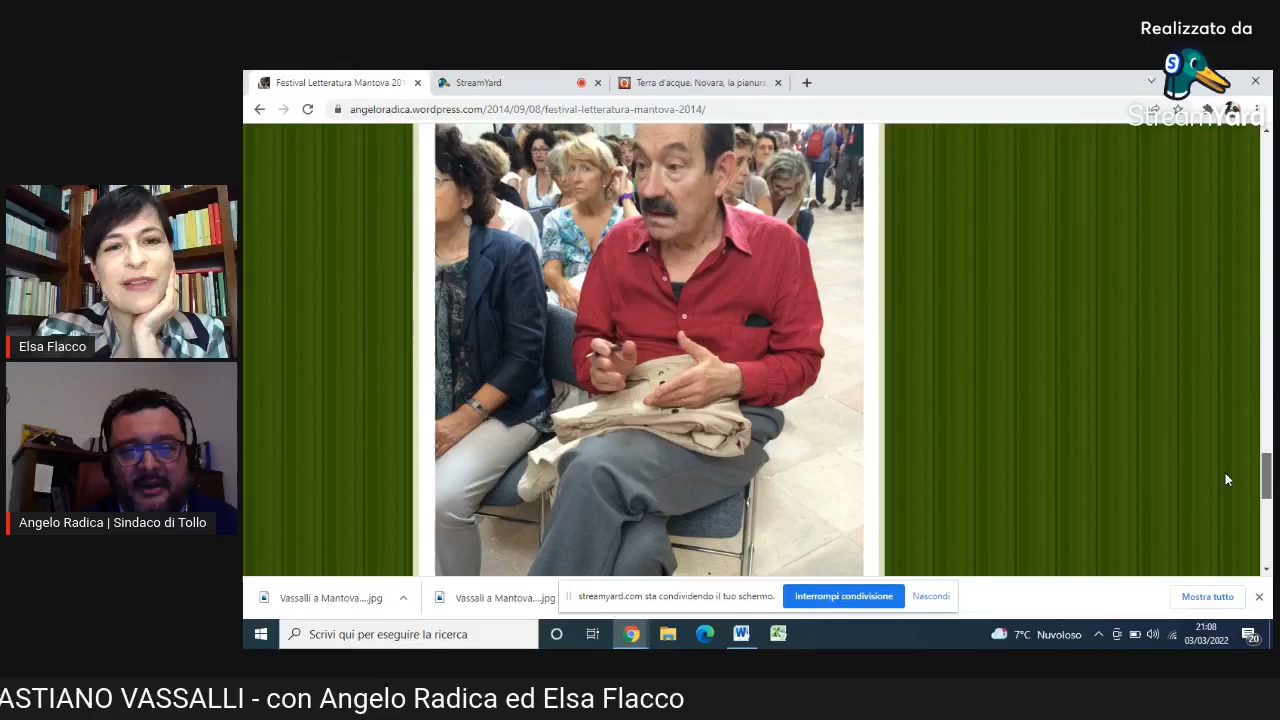 Realizzato da
StreamYard
Festival Letteratura Mantova 201
StreamYard
Terra d'acque. Novara, la pianura
angeloradica.wordpress.com/2014/09/08/festival-letteratura-mantova-2014/
Elsa Flacco
Angelo Radica | Sindaco di Tollo
Vassalli a Mantova....jpg
Vassali a Mantova....jpg
streamyard.com sta condividendo il tuo schermo.
Interrompi condivisione
Nascondi
Mostra tutto
Scrivi qui per eseguire la ricerca
7°C Nuvoloso
21:08
03/03/2022
20
ASTIANO VASSALLI - con Angelo Radica ed Elsa Flacco